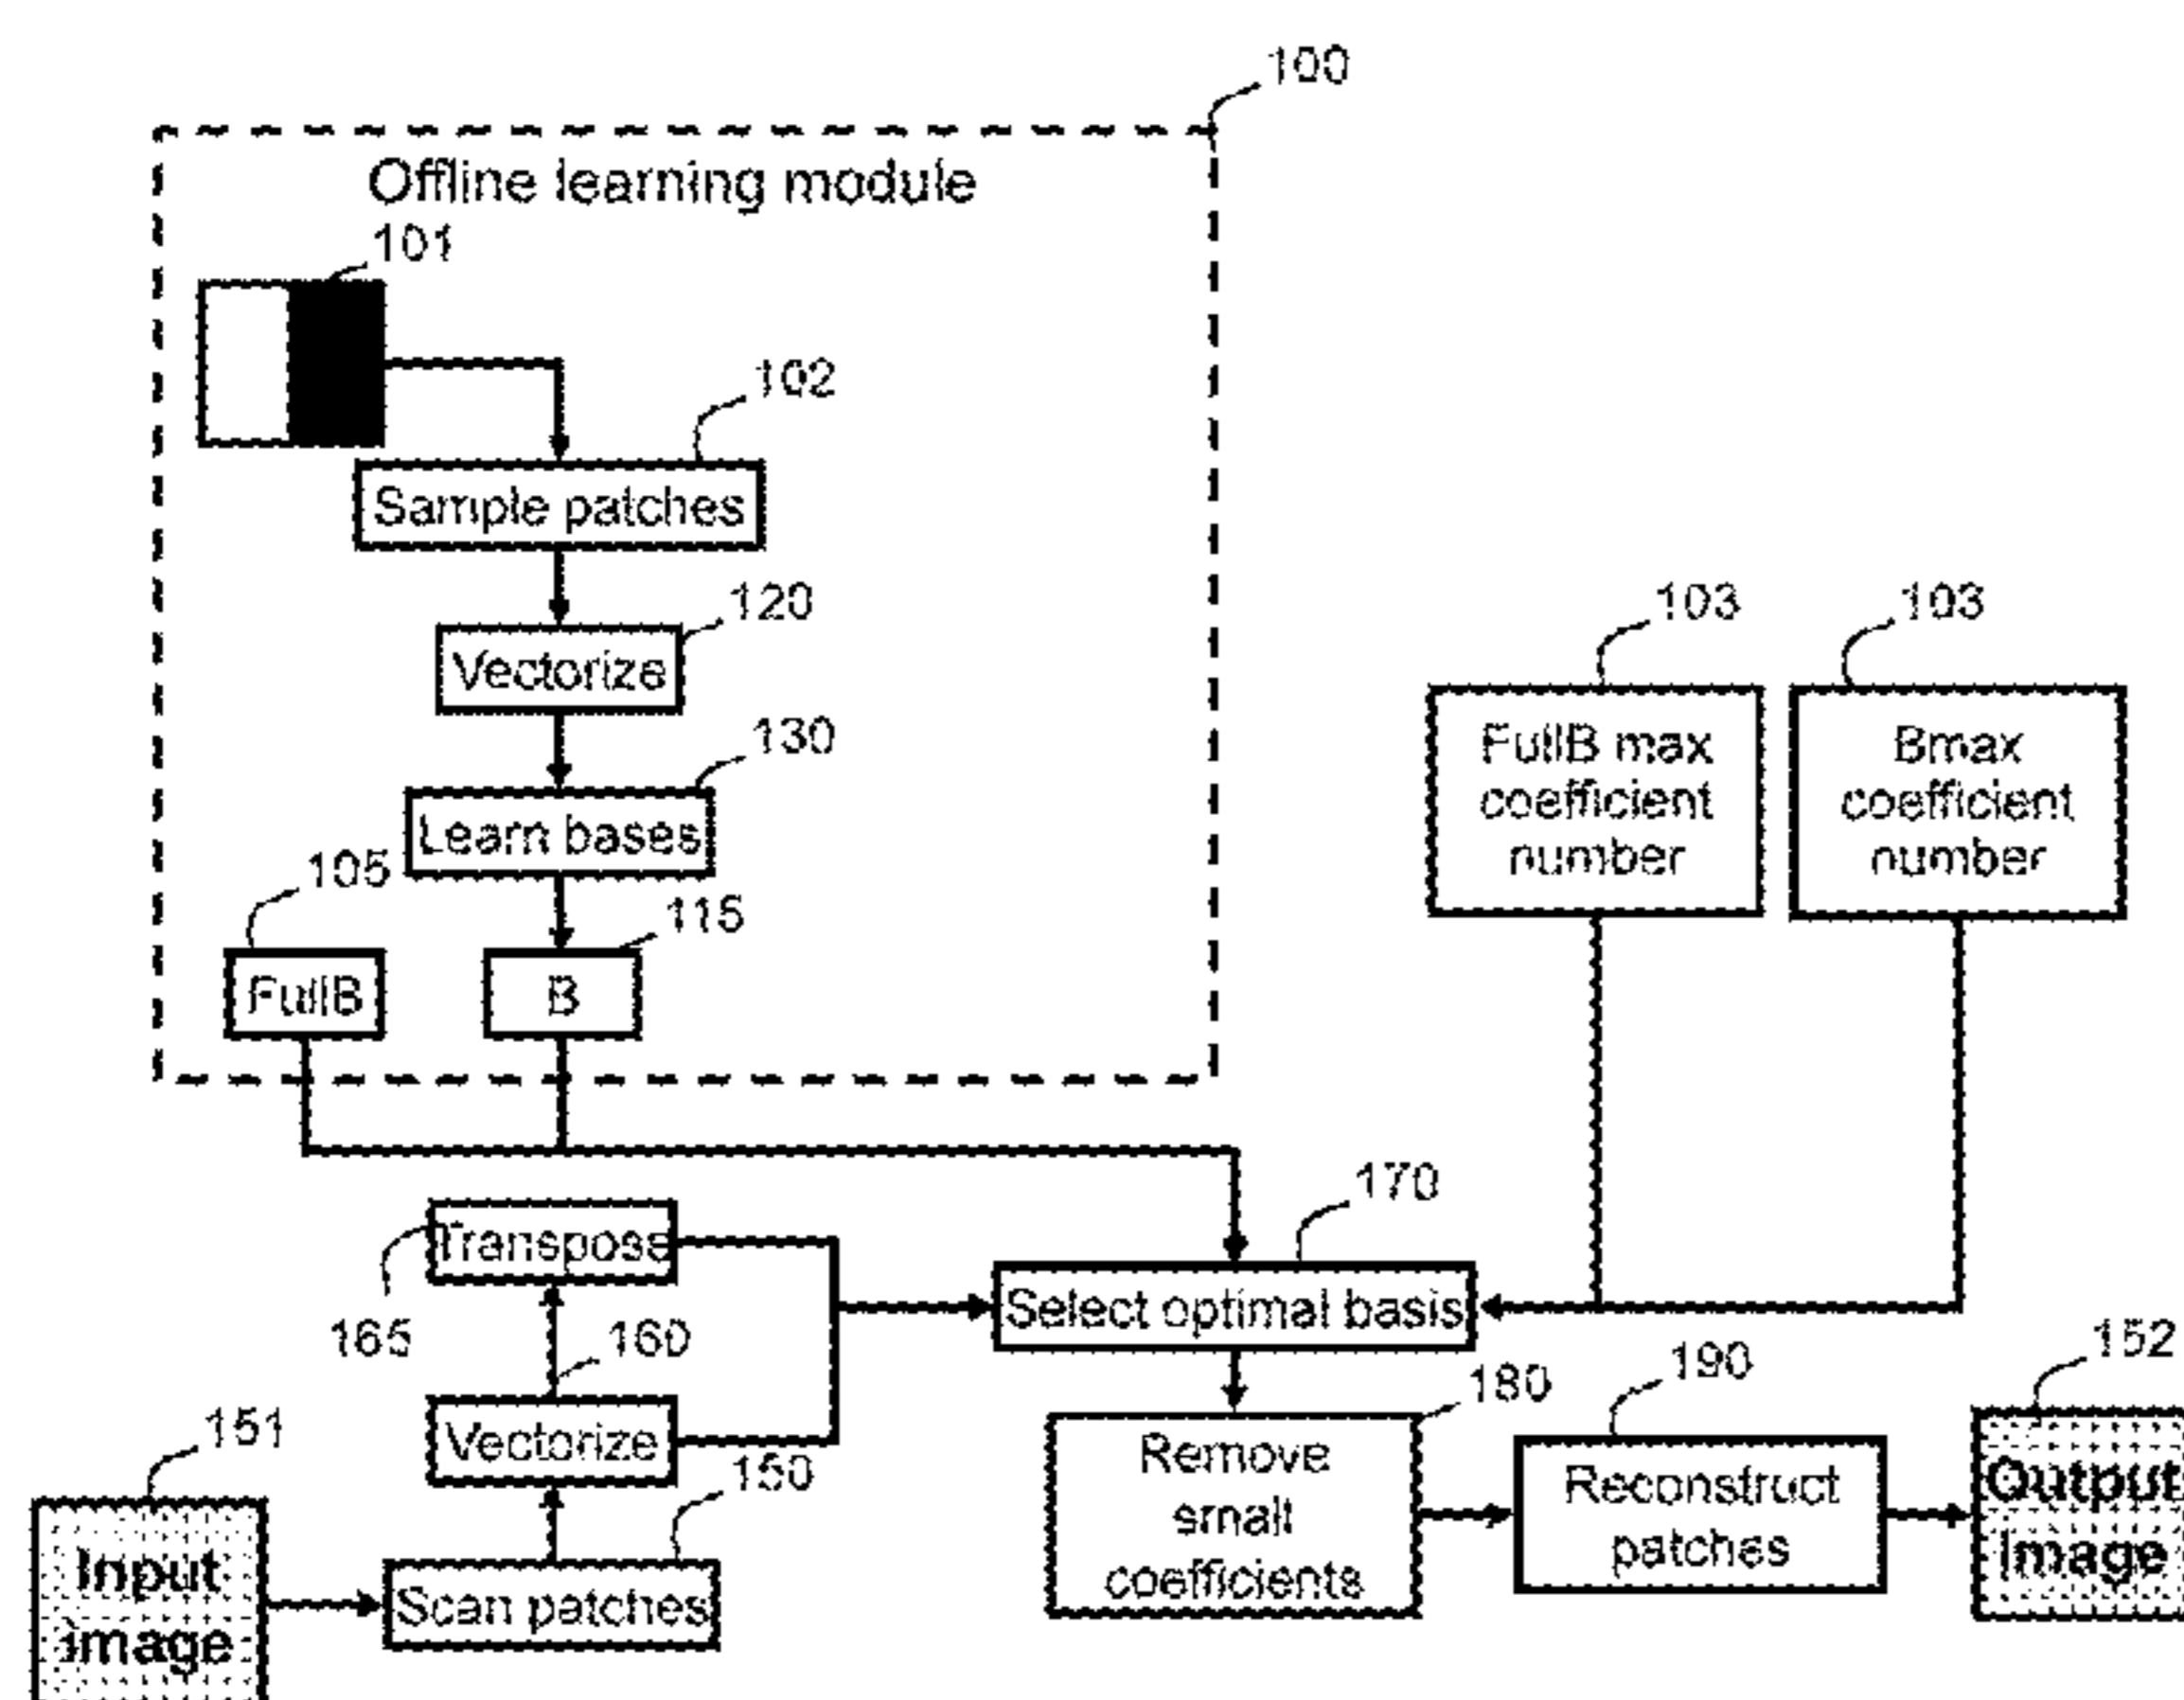 100
Offline learning module
101
102
Sample patches
120
Vectorize
130
Learn bases
105
115
FullB
B
103
103
FullB max
coefficient
number
Bmax
coefficient
number
170
Transpose
Select optimal basis
165
160
152
190
180
151
Vectorize
150
Remove
small
coefficients
Reconstruct
patches
Output
image
Input
image
Scan patches